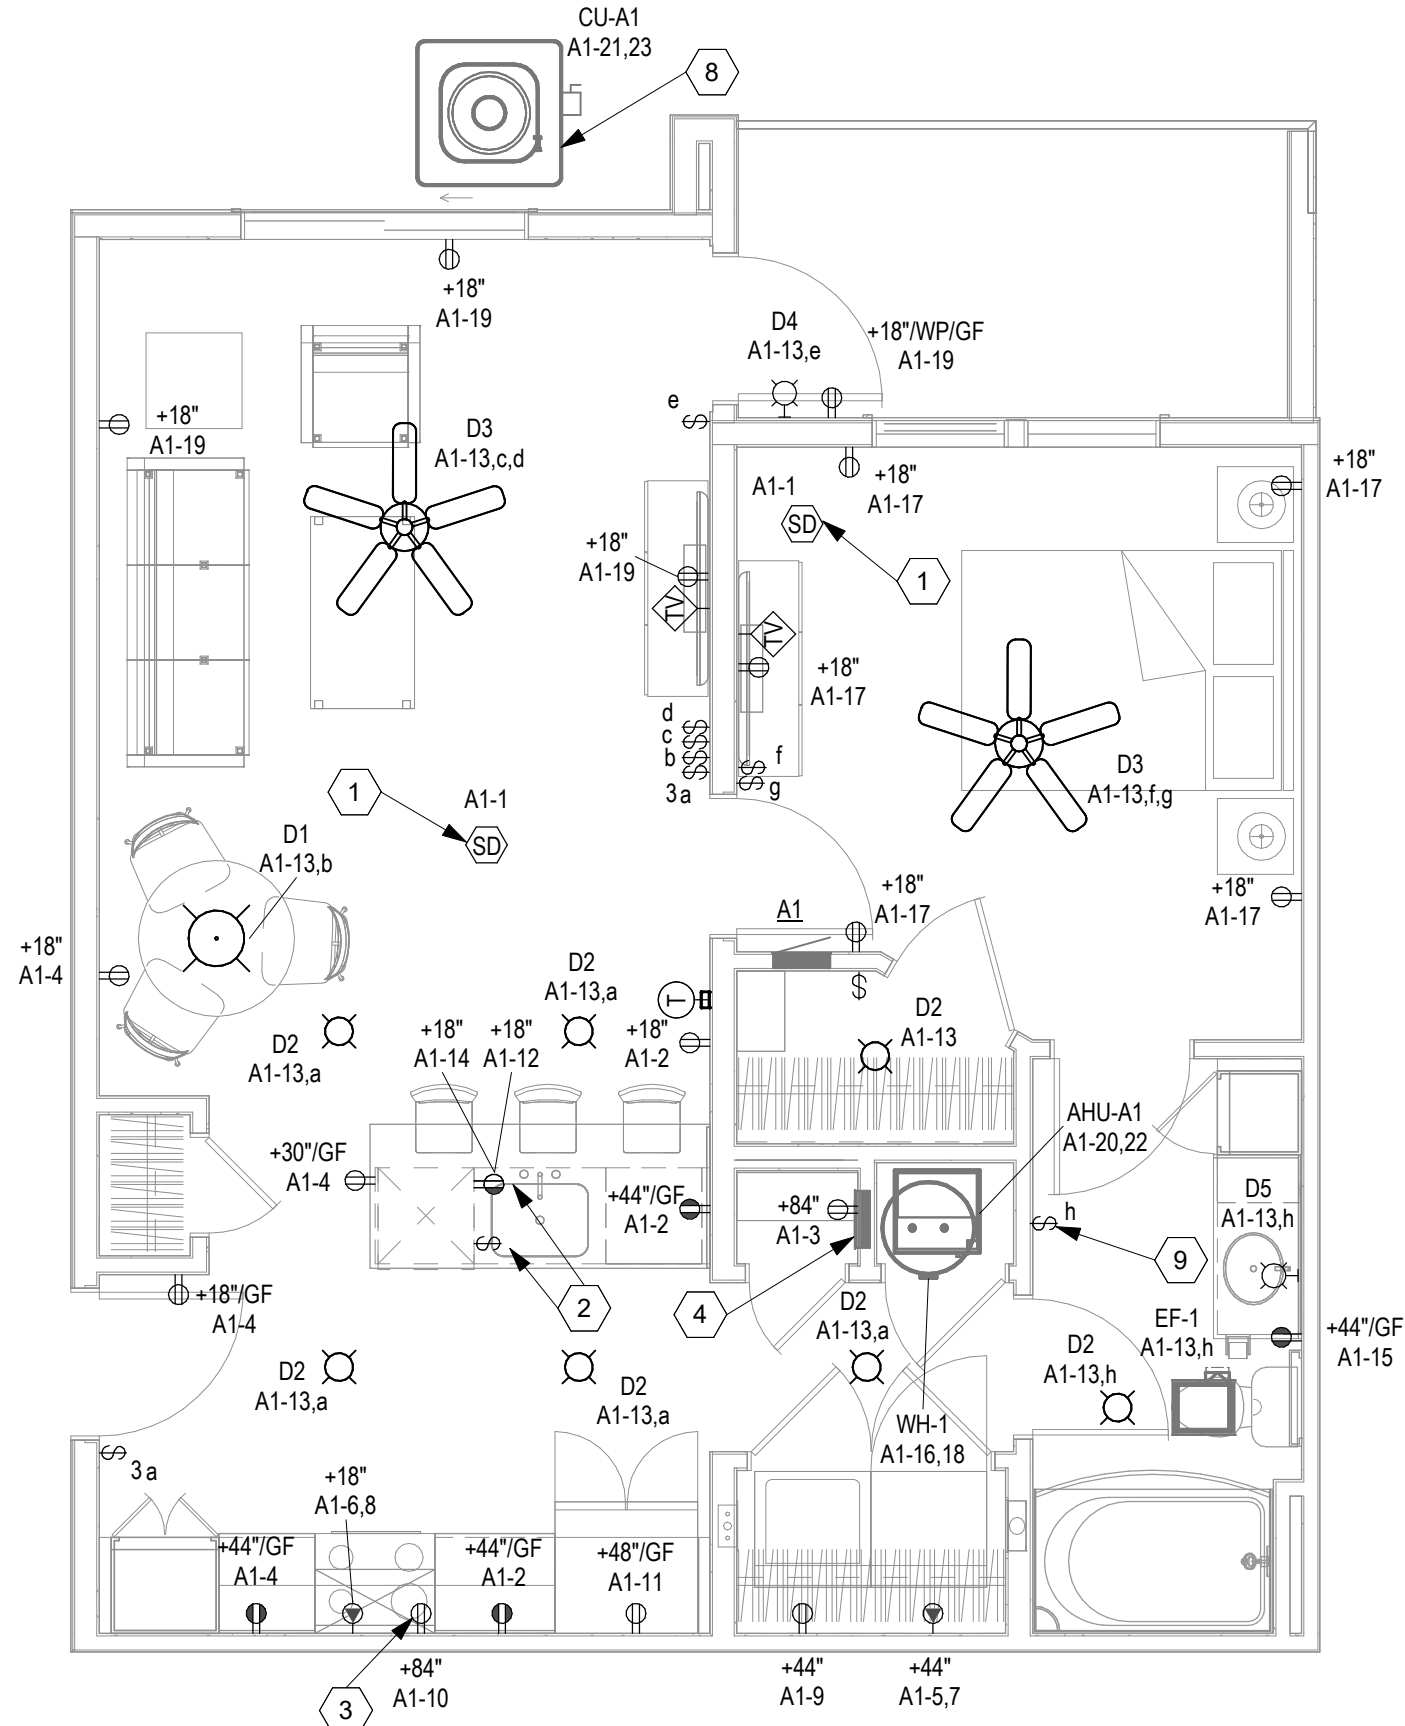 CU-A1
A1-21,23
8
+18"
A1-19
D4
A1-13,e
+18"/WP/GF
A1-19
e
+18"
A1-19
D3
A1-13,c,d
+18"
A1-17
+18"
A1-17
A1-1
SD
1
+18"
A1-19
TV
TV
+18"
A1-17
d
c
b
3a
f
g
D3
A1-13,f,g
1
A1-1
SD
D1
A1-13,b
+18"
A1-17
A1
+18"
A1-17
+18"
A1-4
D2
A1-13,a
T
D2
A1-13,a
+18"
A1-14
+18"
A1-12
+18"
A1-2
D2
A1-13
AHU-A1
A1-20,22
+30"/GF
A1-4
+44"/GF
A1-2
+84"
A1-3
h
D5
A1-13,h
9
2
4
+18"/GF
A1-4
D2
A1-13,a
EF-1
A1-13,h
+44"/GF
A1-15
D2
A1-13,a
D2
A1-13,a
D2
A1-13,h
WH-1
A1-16,18
3a
+18"
A1-6,8
+44"/GF
A1-4
+44"/GF
A1-2
+48"/GF
A1-11
+84"
A1-10
3
+44"
A1-9
+44"
A1-5,7